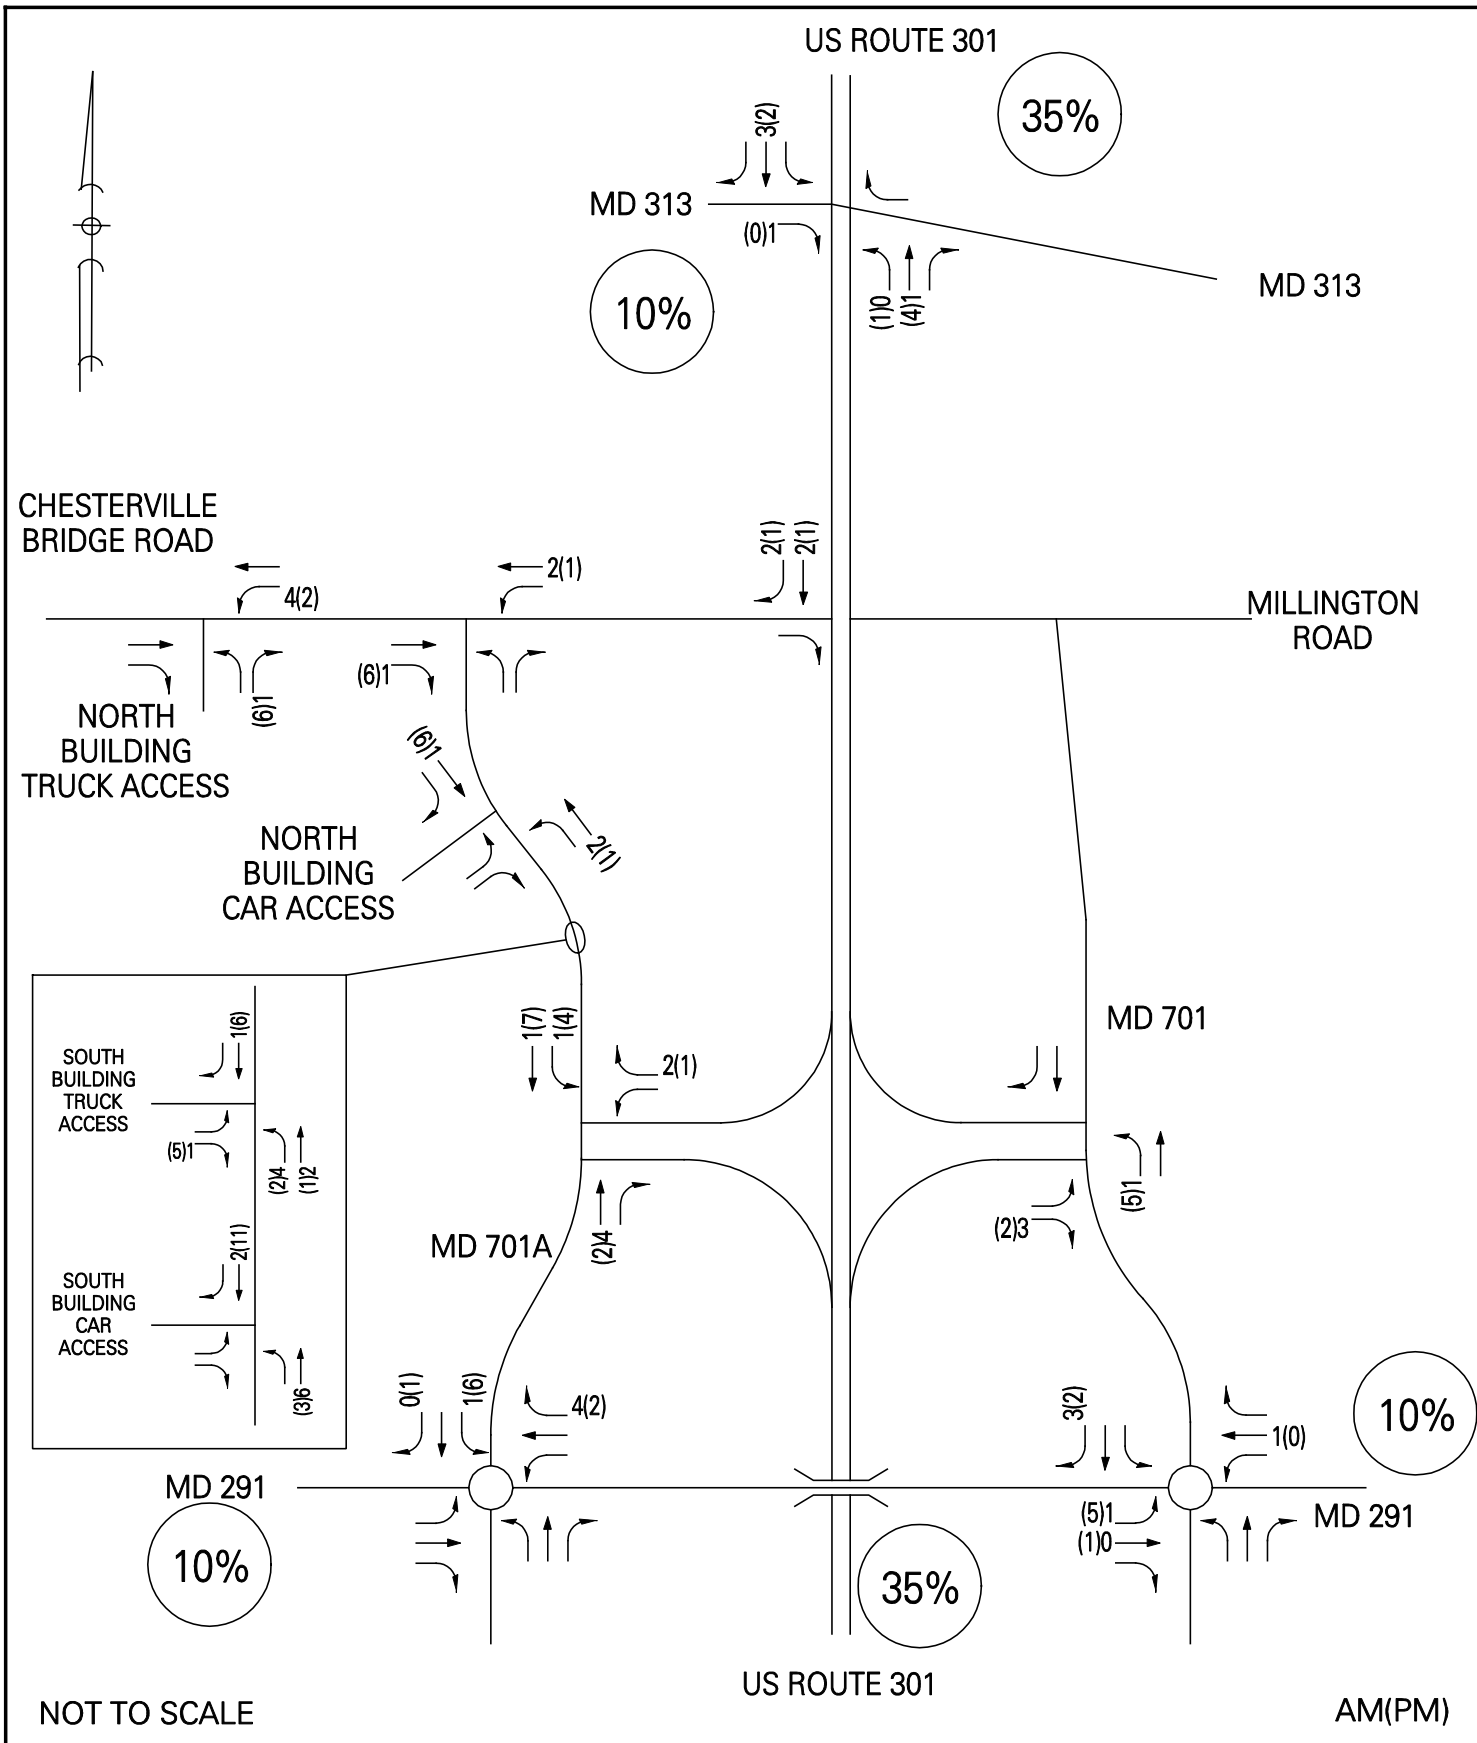 US ROUTE 301
35%
3(2)
MD 313
(0)1
(1)0
(4)1
MD 313
10%
CHESTERVILLE
BRIDGE ROAD
4(2)
2(1)
2(1)
2(1)
MILLINGTON
ROAD
(6)1
(6)1
NORTH
BUILDING
TRUCK ACCESS
(6)1
2(1)
NORTH
BUILDING
CAR ACCESS
1(6)
SOUTH
BUILDING
TRUCK
ACCESS
(5)1
(2)4
(1)2
2(11)
SOUTH
BUILDING
CAR
ACCESS
(3)6
1(7)
1(4)
2(1)
MD 701
(5)1
(2)3
(2)4
MD 701A
0(1)
1(6)
4(2)
3(2)
1(0)
10%
MD 291
(5)1
(1)0
MD 291
10%
35%
US ROUTE 301
NOT TO SCALE
AM(PM)